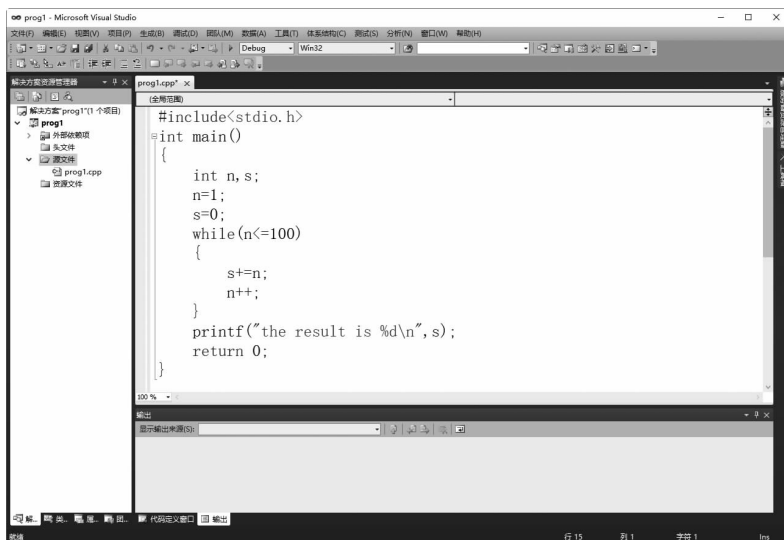 prog1 - Microsoft Visual Studio
文件(F) 编辑(E) 视图(V) 项目(P) 生成(B) 调试(D) 团队(M) 数据(A) 工具(T) 体系结构(C) 测试(S) 分析(N) 窗口(W) 帮助(H)
Debug Win32
解决方案资源管理器
prog1.cpp*
(全局范围)
解决方案"prog1"(1 个项目)
prog1
外部依赖项
头文件
源文件
prog1.cpp
资源文件
#include<stdio.h>
int main()
{
int n,s;
n=1;
s=0;
while(n<=100)
{
s+=n;
n++;
}
printf("the result is %d\n",s);
return 0;
}
100 %
输出
显示输出来源(S):
解... 类... 属... 团...
代码定义窗口 输出
就绪
行 15 列 1 字符 1 Ins